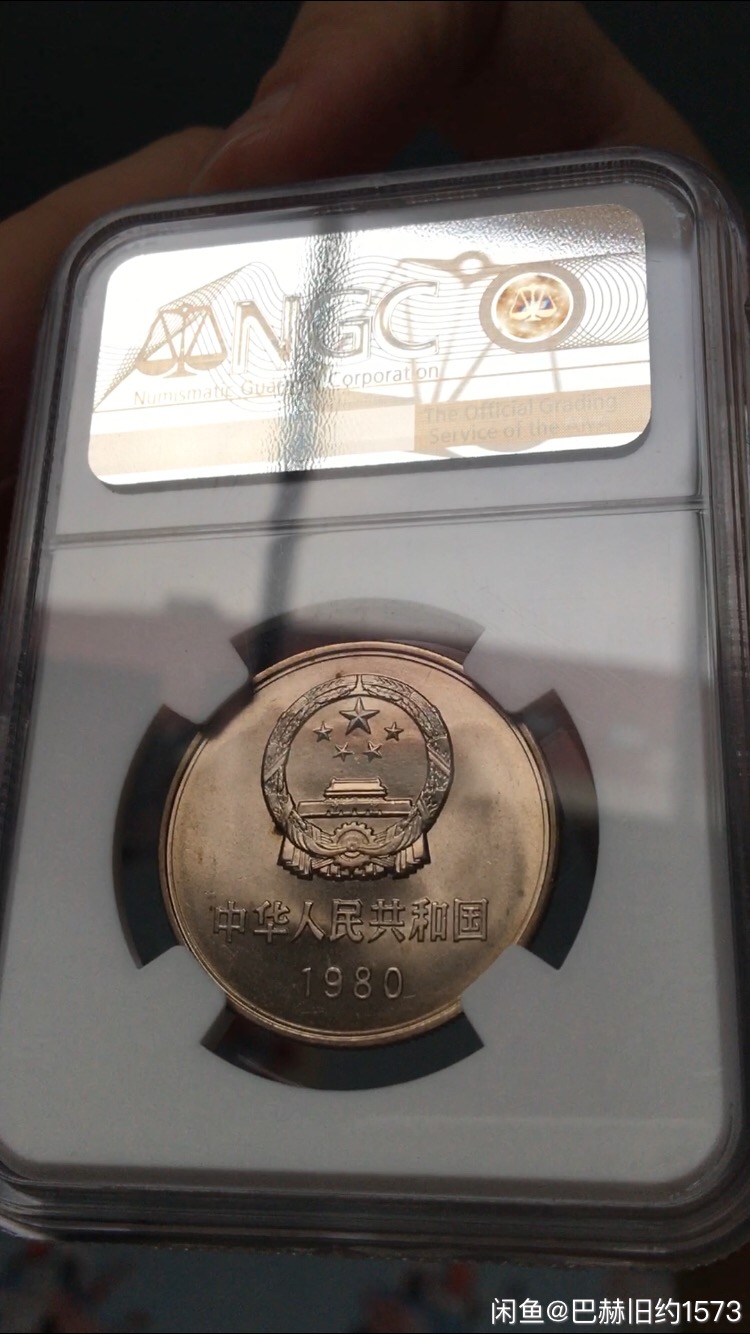 NGC
Numismatic Guaranty Corporation
The Official Grading
Service of the ANA
中华人民共和国
1980
闲鱼@巴赫旧约1573